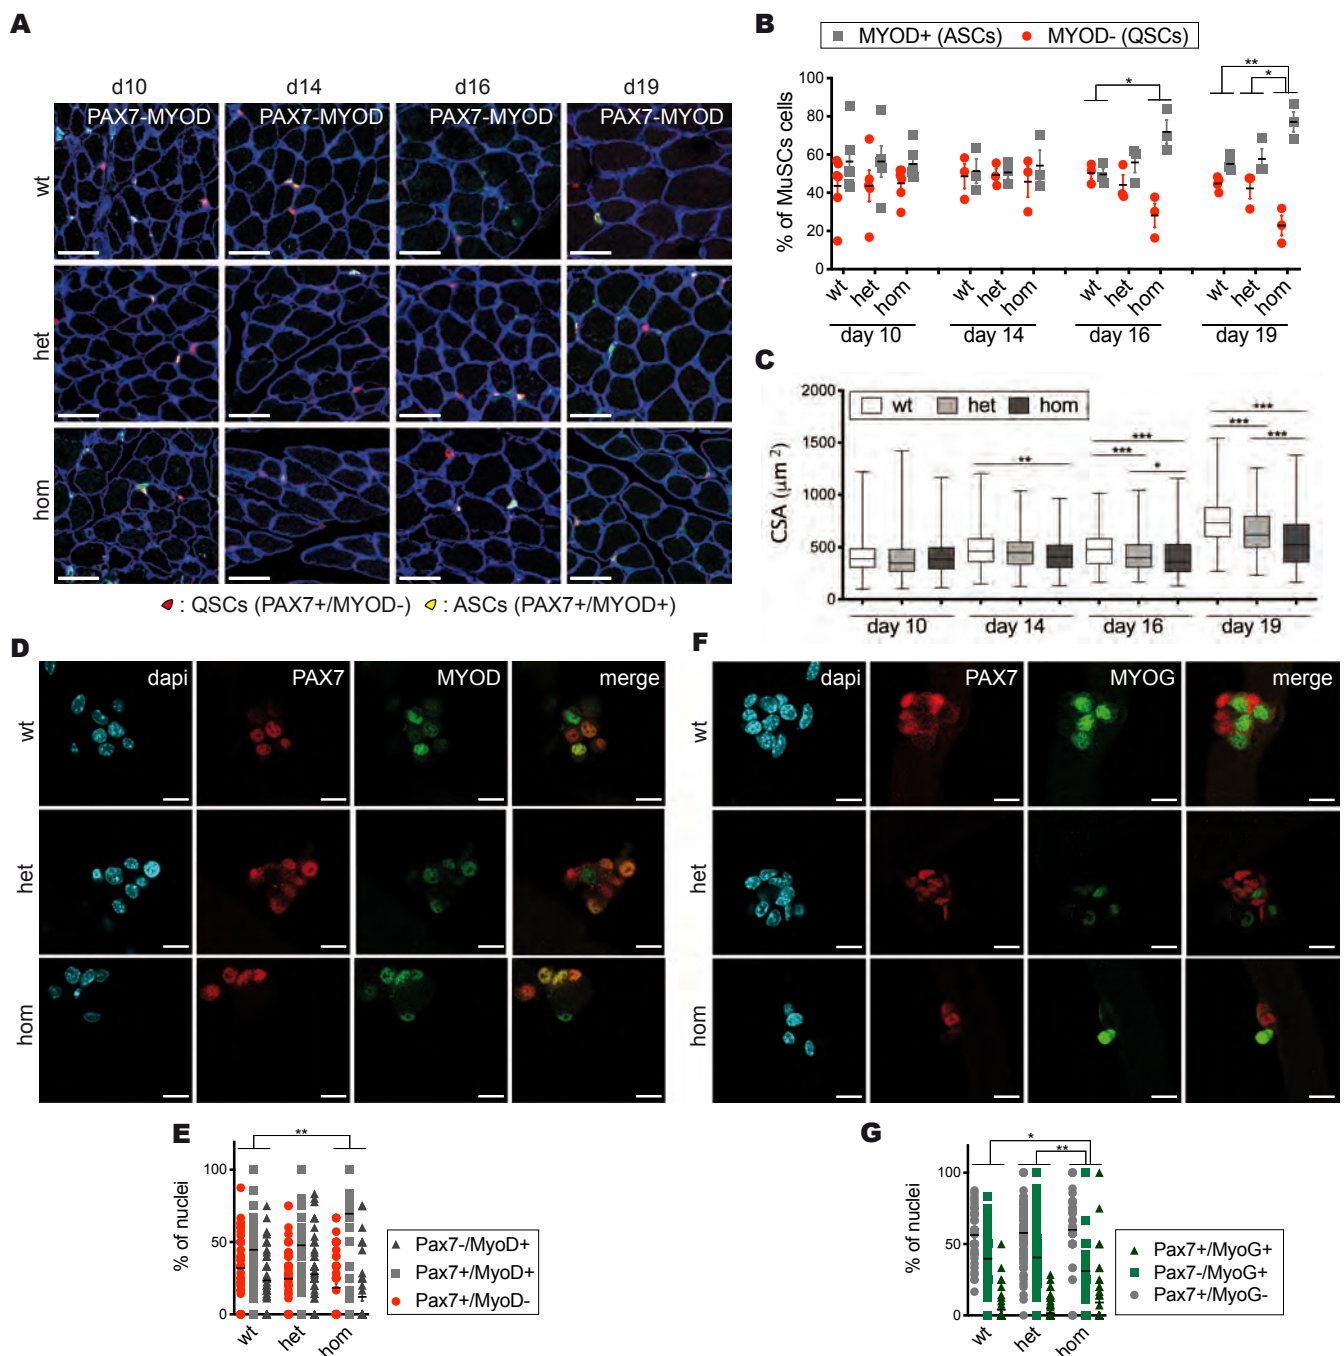 A
d10 d14 d16 d19
PAX7-MYOD PAX7-MYOD PAX7-MYOD PAX7-MYOD
wt
het
hom
: QSCs (PAX7+/MYOD-) : ASCs (PAX7+/MYOD+)
B
MYOD+ (ASCs) MYOD- (QSCs)
% of MuSCs cells
100
80
60
40
20
0
* ** *
wt het hom wt het hom wt het hom wt het hom
day 10 day 14 day 16 day 19
C
CSA (µm²)
2000
1500
1000
500
0
wt het hom
** *** *** * *** *** ***
day 10 day 14 day 16 day 19
D
dapi PAX7 MYOD merge
wt
het
hom
F
dapi PAX7 MYOG merge
wt
het
hom
E
% of nuclei
100
50
0
**
wt het hom
Pax7-/MyoD+
Pax7+/MyoD+
Pax7+/MyoD-
G
% of nuclei
100
50
0
*
**
wt het hom
Pax7+/MyoG+
Pax7-/MyoG+
Pax7+/MyoG-